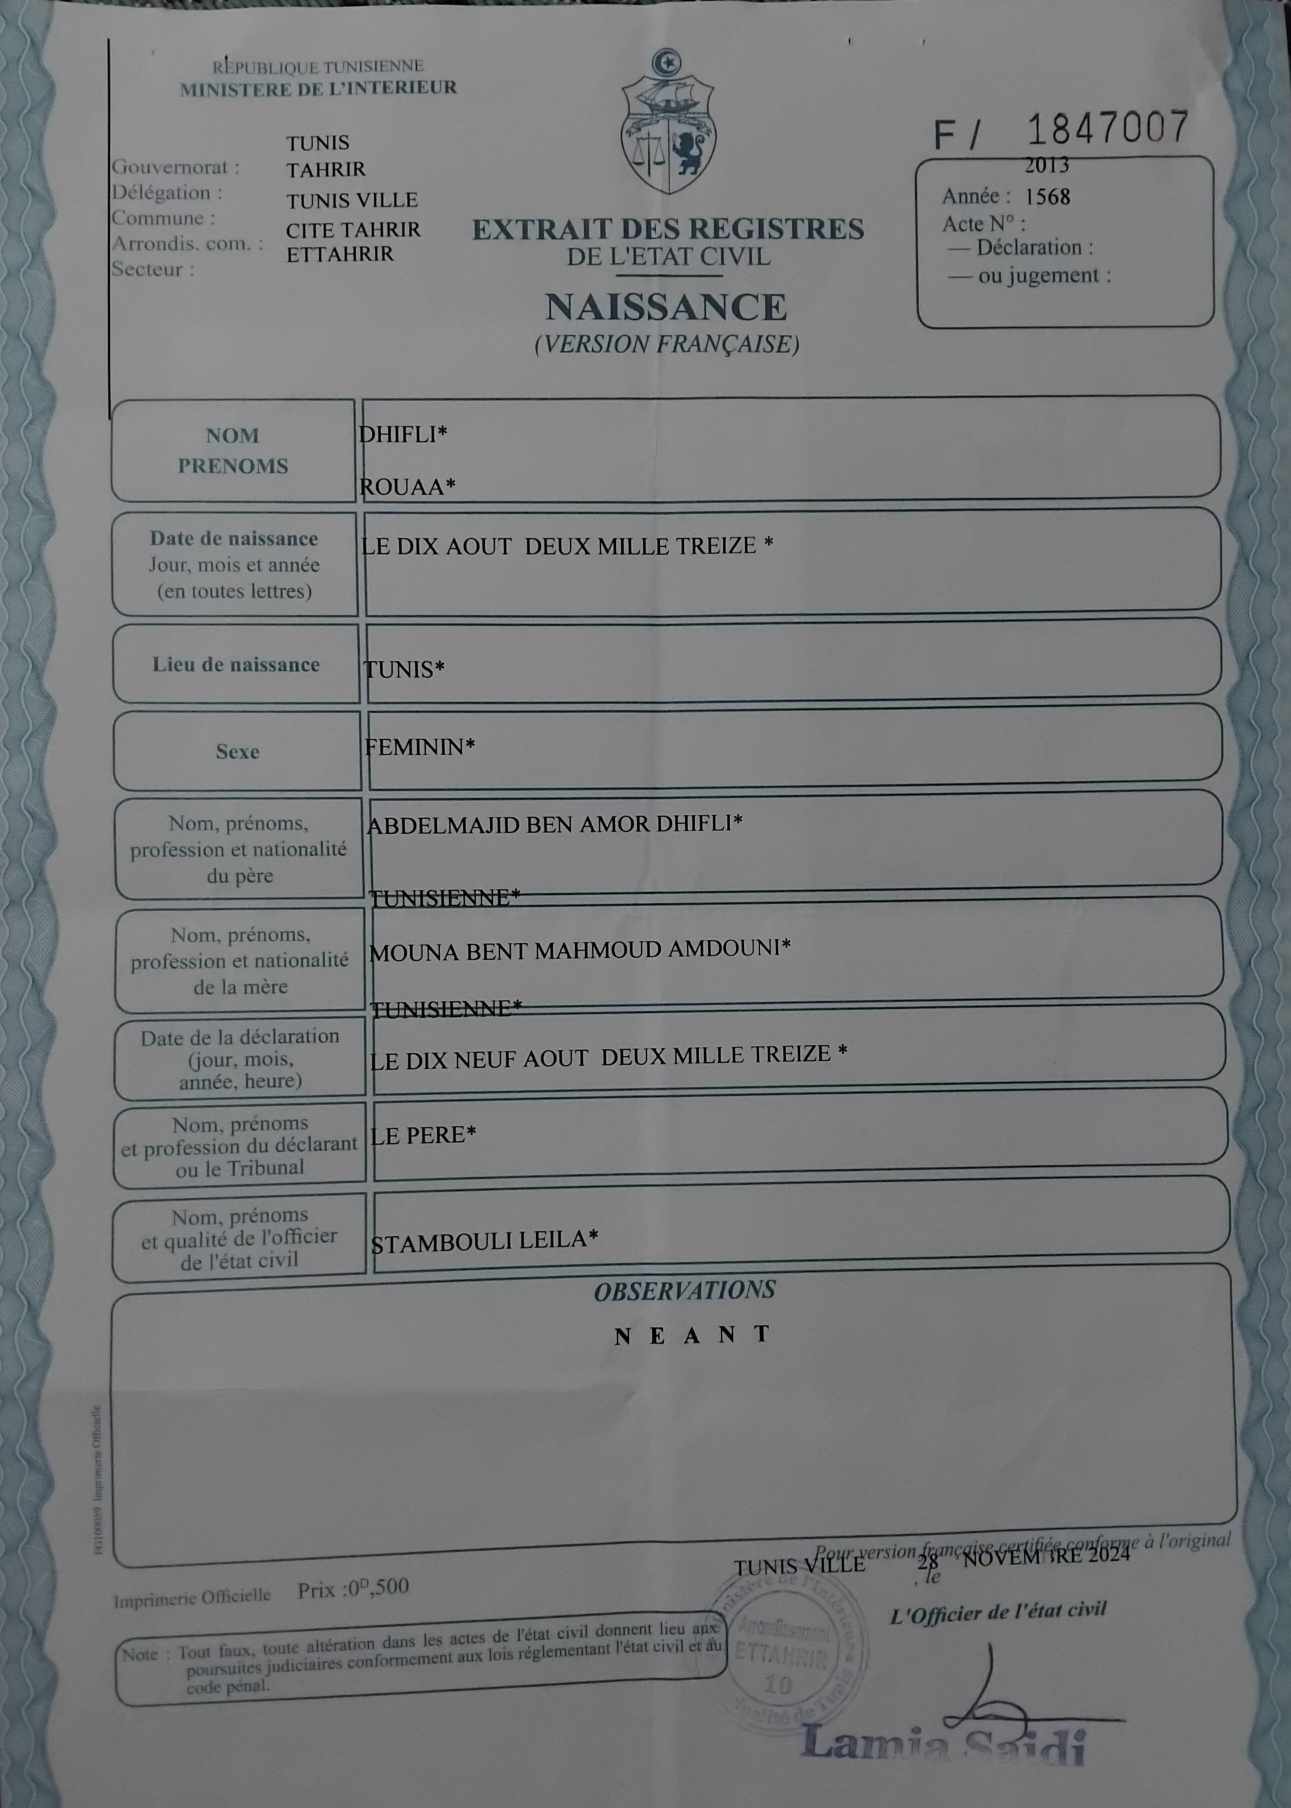 REPUBLIQUE TUNISIENNE
MINISTERE DE L'INTERIEUR
TUNIS
Gouvernorat : TAHRIR
Délégation : TUNIS VILLE
Commune : CITE TAHRIR
Arrondis. com. : ETTAHRIR
Secteur :
EXTRAIT DES REGISTRES
DE L'ETAT CIVIL
NAISSANCE
(VERSION FRANÇAISE)
F / 1847007
2013
Année : 1568
Acte N° :
— Déclaration :
— ou jugement :
NOM
PRENOMS
DHIFLI*
ROUAA*
Date de naissance
Jour, mois et année
(en toutes lettres)
LE DIX AOUT DEUX MILLE TREIZE *
Lieu de naissance
TUNIS*
Sexe
FEMININ*
Nom, prénoms,
profession et nationalité
du père
ABDELMAJID BEN AMOR DHIFLI*
TUNISIENNE*
Nom, prénoms,
profession et nationalité
de la mère
MOUNA BENT MAHMOUD AMDOUNI*
TUNISIENNE*
Date de la déclaration
(jour, mois,
année, heure)
LE DIX NEUF AOUT DEUX MILLE TREIZE *
Nom, prénoms
et profession du déclarant
ou le Tribunal
LE PERE*
Nom, prénoms
et qualité de l'officier
de l'état civil
STAMBOULI LEILA*
OBSERVATIONS
N E A N T
Imprimerie Officielle
Pour version française certifiée conforme à l'original
TUNIS VILLE 28 NOVEMBRE 2024
, le
Imprimerie Officielle Prix :0ᴰ,500
L'Officier de l'état civil
Note : Tout faux, toute altération dans les actes de l'état civil donnent lieu aux
poursuites judiciaires conformement aux lois réglementant l'état civil et au
code pénal.
Ministère de l'Intérieur
Arrondissement
ETTAHRIR
10
de Tunis
Lamia Saidi